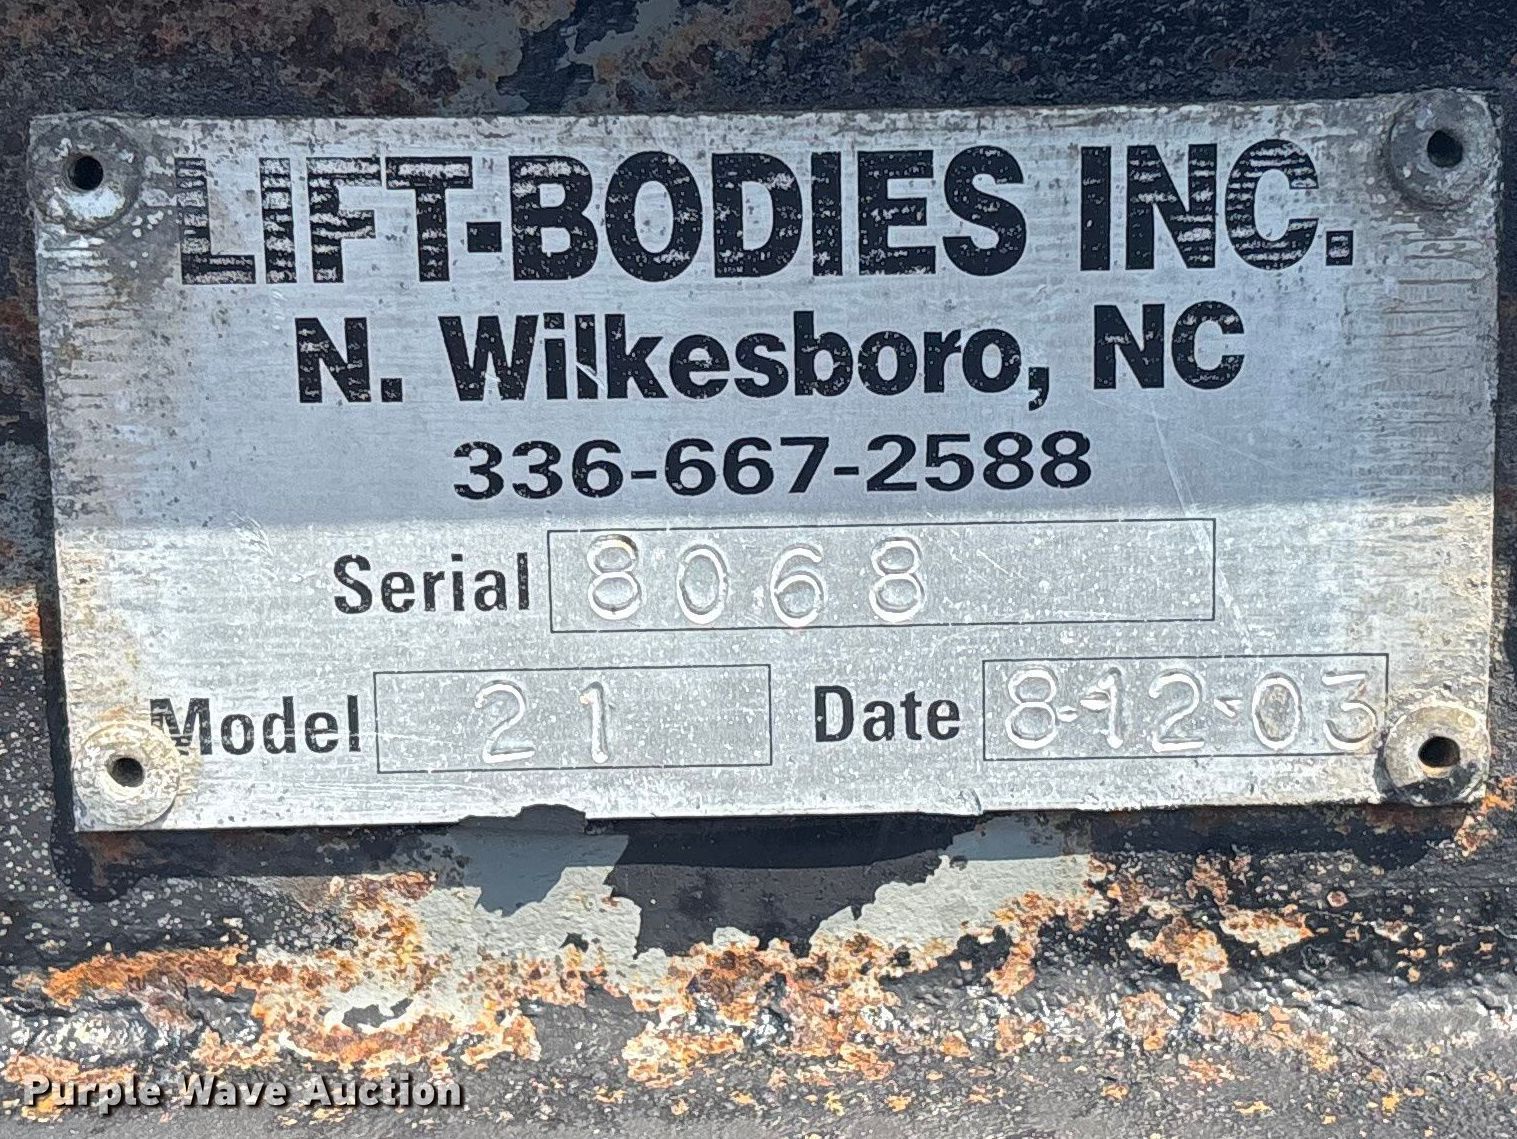 LIFT-BODIES INC.
N. Wilkesboro, NC
336-667-2588
Serial 8068
Model 21 Date 8-12-03
Purple Wave Auction